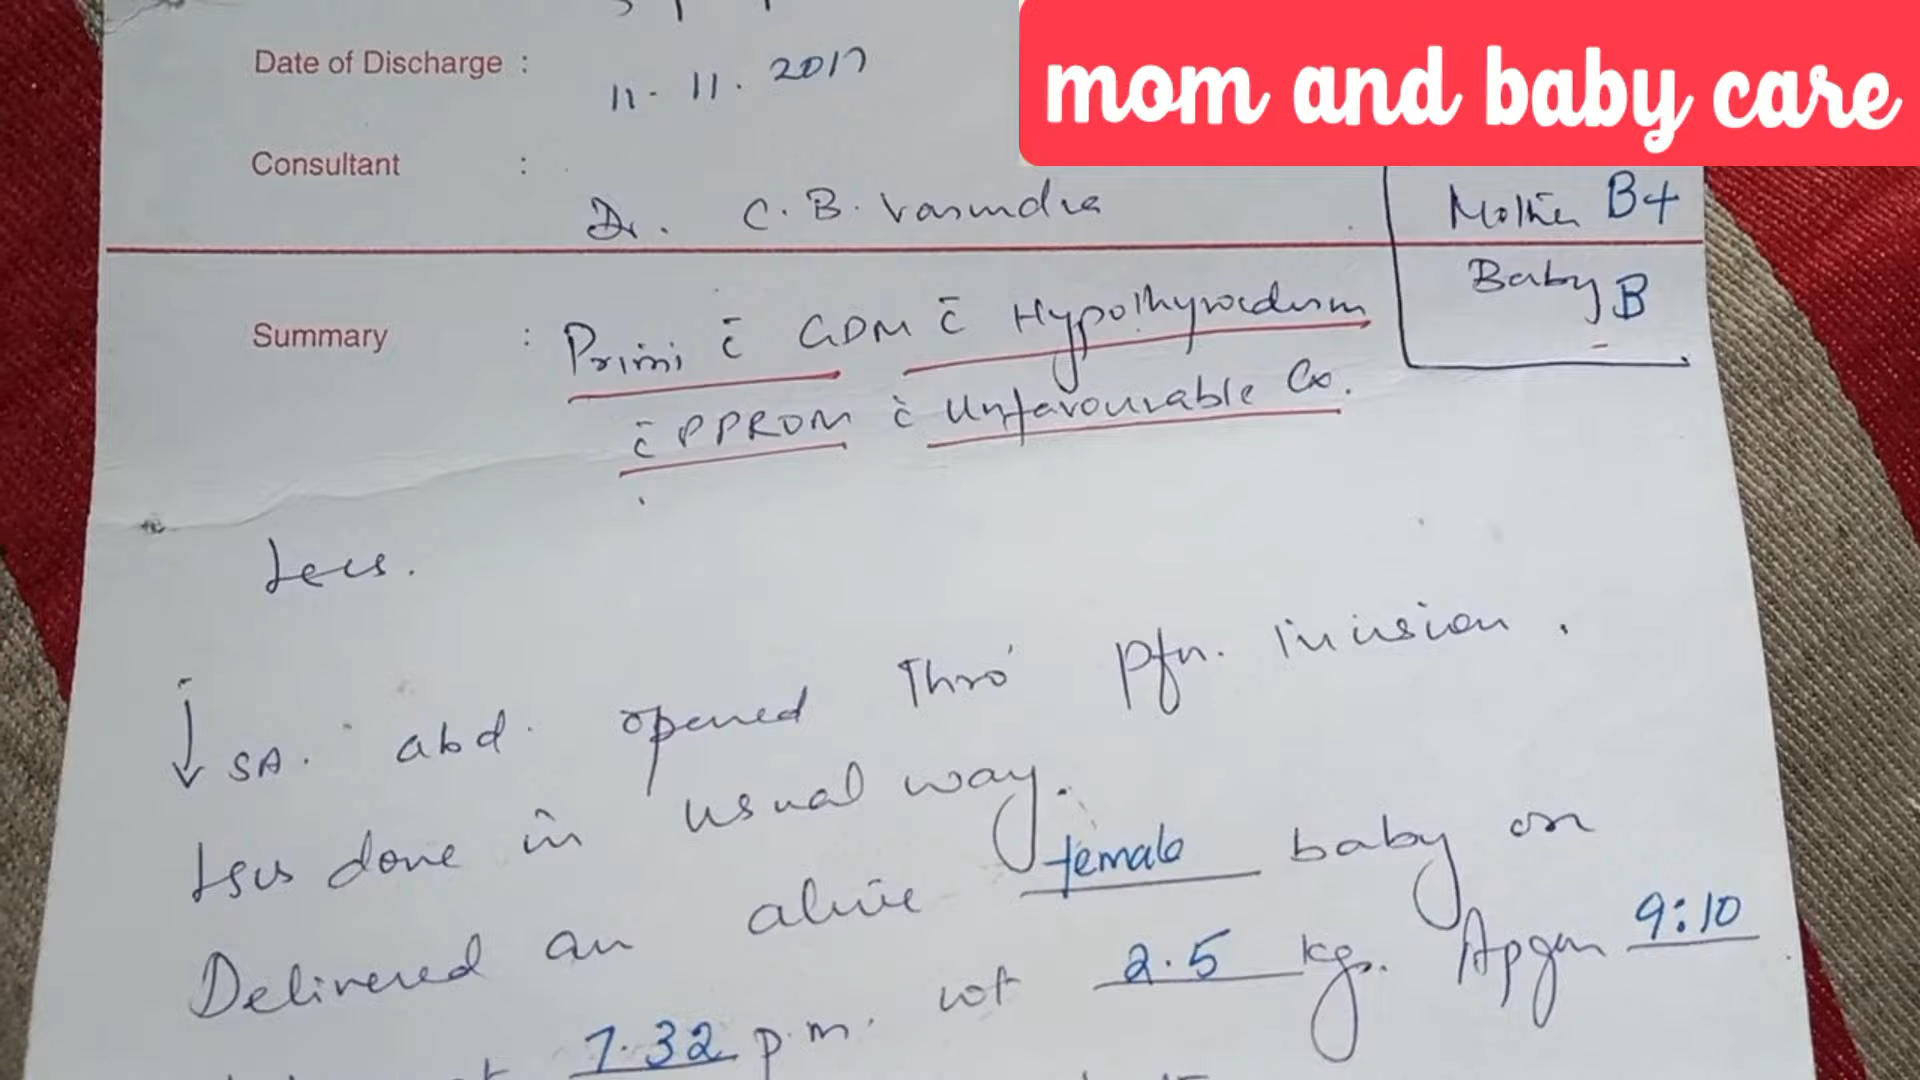 mom and baby care
Date of Discharge :
11 - 11 . 2017
Consultant :
Dr. C. B. Vasundra
Mother B+
Baby B
Summary : Primi c̄ GDM c̄ Hypothyroidism
c̄ PPROM c̄ Unfavourable Cx.
LSCS.
↓ SA. abd. opened Thro' Pfn. Incision.
LSCS done in usual way.
Delivered an alive female baby on
7.32 p.m. wt 2.5 kgs. Apgar 9:10